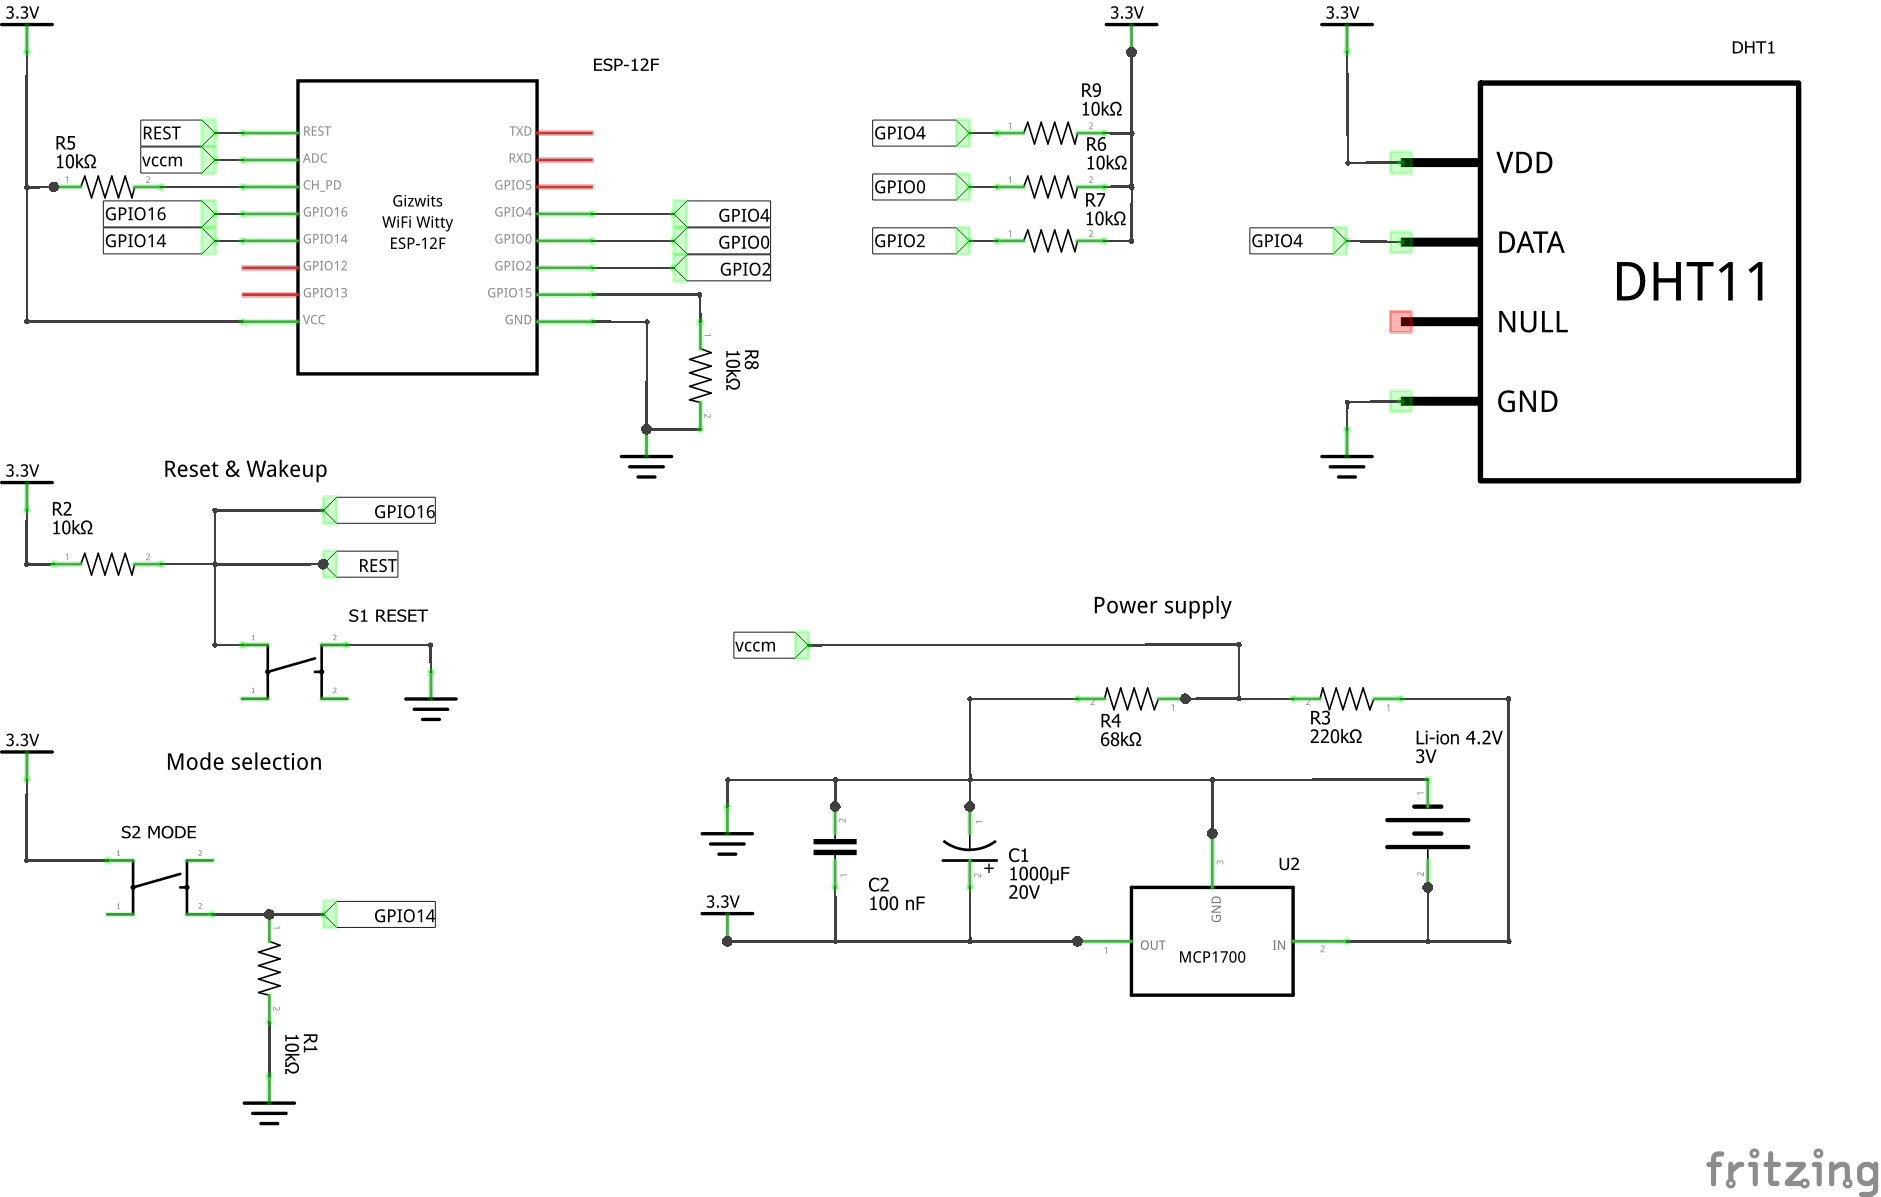 3.3V
ESP-12F
REST
vccm
R5
10kΩ
1
2
GPIO16
GPIO14
REST
ADC
CH_PD
GPIO16
GPIO14
GPIO12
GPIO13
VCC
Gizwits
WiFi Witty
ESP-12F
TXD
RXD
GPIO5
GPIO4
GPIO0
GPIO2
GPIO15
GND
GPIO4
GPIO0
GPIO2
1
R8
10kΩ
2
3.3V
R9
10kΩ
GPIO4
1
2
R6
10kΩ
GPIO0
1
2
R7
10kΩ
GPIO2
1
2
3.3V
DHT1
VDD
GPIO4
DATA
DHT11
NULL
GND
Reset & Wakeup
3.3V
R2
10kΩ
1
2
GPIO16
REST
S1 RESET
1
2
1
2
Mode selection
3.3V
S2 MODE
1
2
1
2
GPIO14
1
2
R1
10kΩ
Power supply
vccm
2
1
R4
68kΩ
2
1
R3
220kΩ
Li-ion 4.2V
3V
1
2
2
1
C2
100 nF
1
2
+
C1
1000µF
20V
U2
3
GND
3.3V
1
OUT
MCP1700
IN
2
fritzing